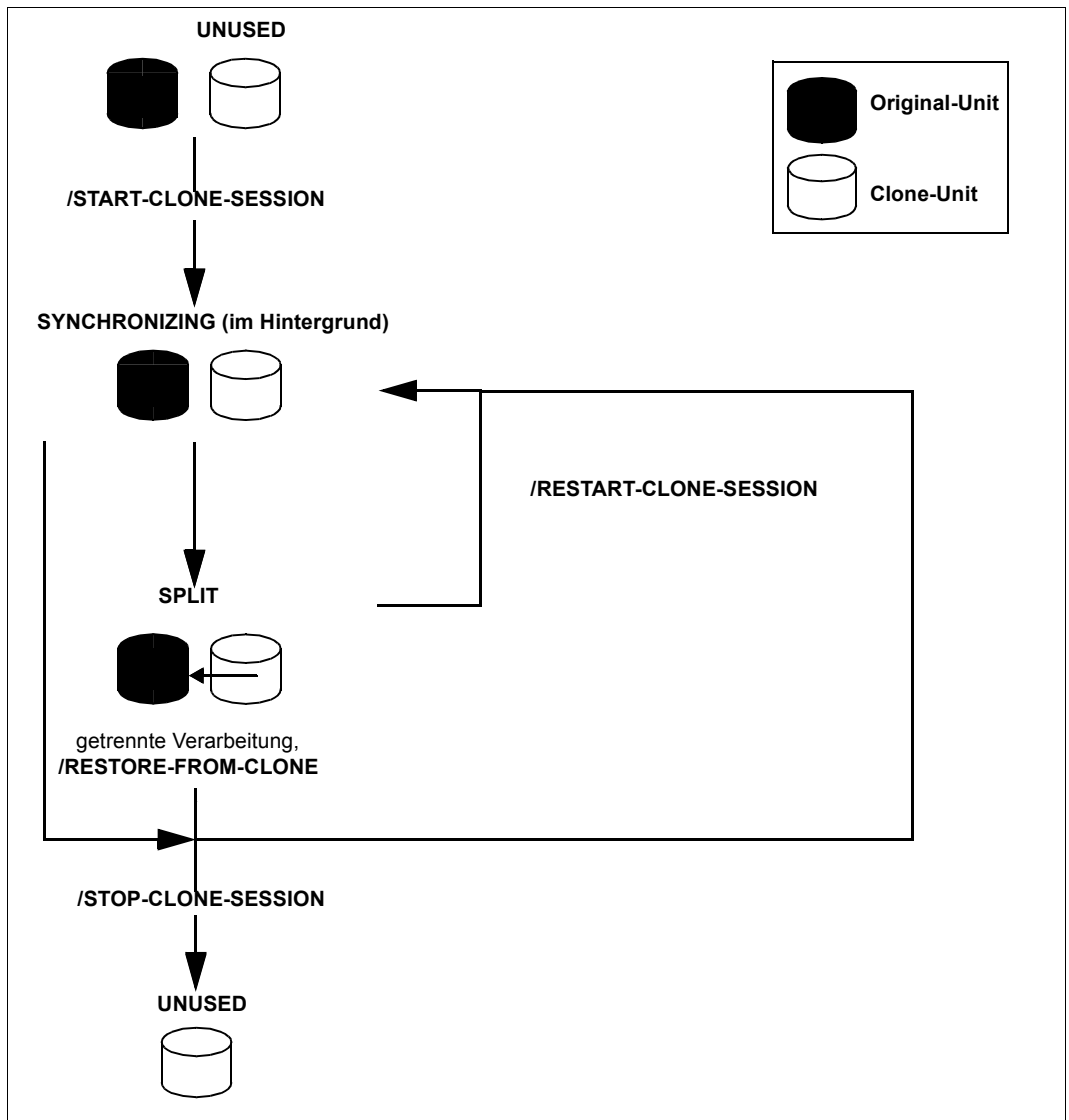 UNUSED
Original-Unit
Clone-Unit
/START-CLONE-SESSION
SYNCHRONIZING (im Hintergrund)
/RESTART-CLONE-SESSION
SPLIT
getrennte Verarbeitung,
/RESTORE-FROM-CLONE
/STOP-CLONE-SESSION
UNUSED